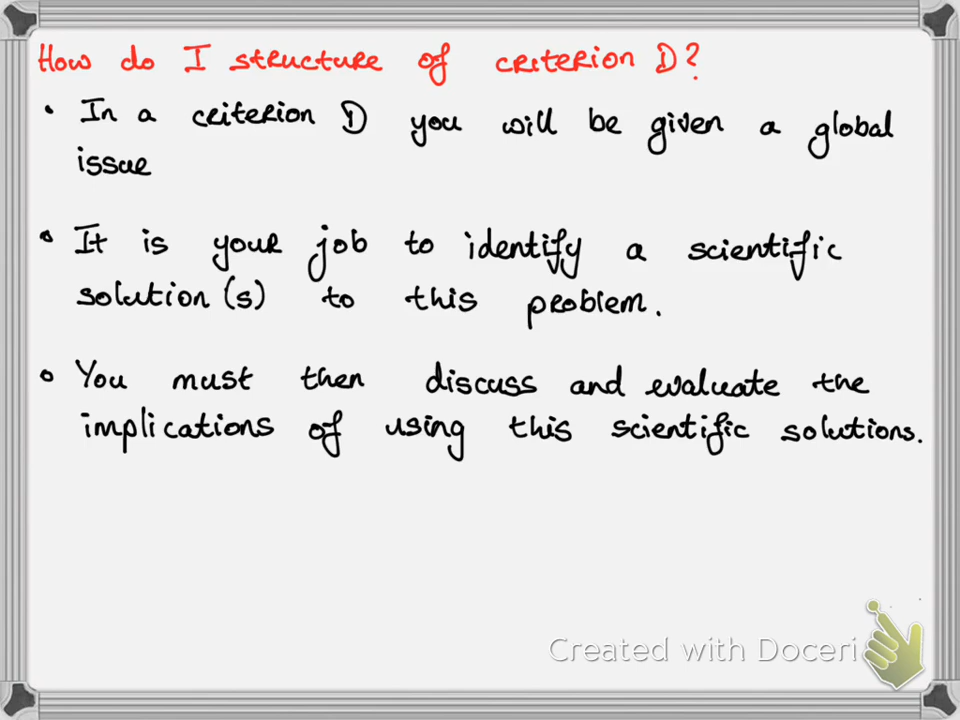 How do I structure of criterion D?
• In a criterion D you will be given a global
issue
• It is your job to identify a scientific
solution(s) to this problem.
• You must then discuss and evaluate the
implications of using this scientific solutions.
Created with Doceri